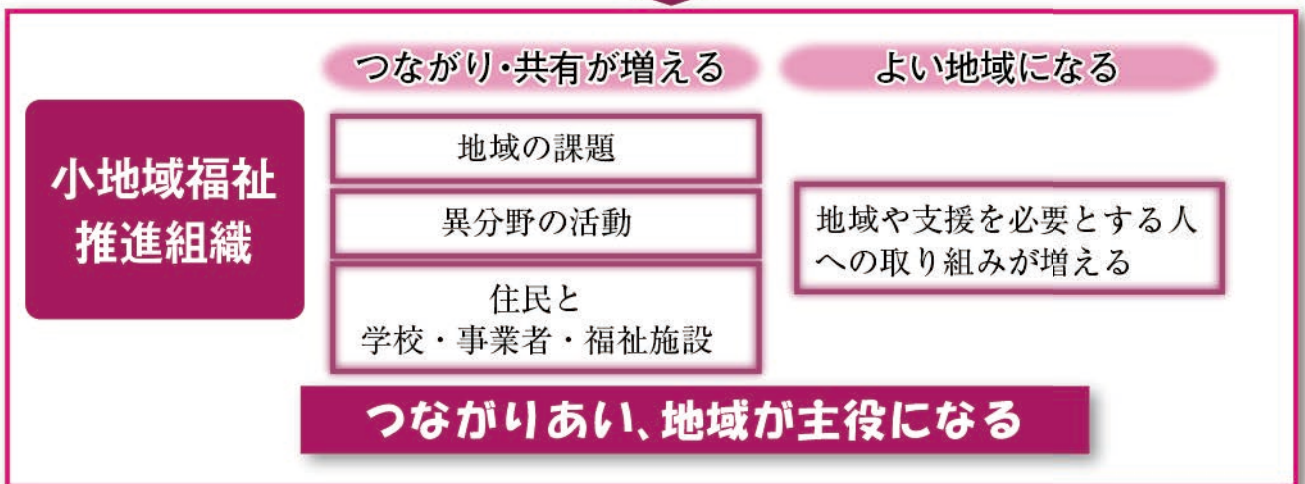 つながり・共有が増える
よい地域になる
小地域福祉
推進組織
地域の課題
異分野の活動
住民と
学校・事業者・福祉施設
地域や支援を必要とする人
への取り組みが増える
つながりあい、地域が主役になる